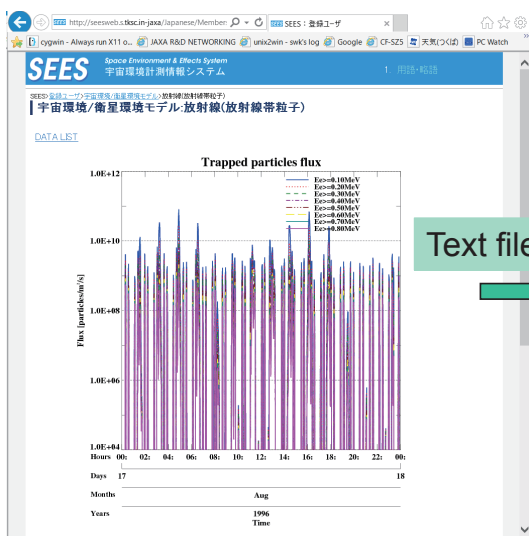 http://seesweb.s.tksc.in-jaxa/Japanese/Member:
SEES：登録ユーザ
cygwin - Always run X11 o...
JAXA R&D NETWORKING
unix2win - swk's log
Google
CF-SZ5
天気(つくば)
PC Watch
SEES
Space Environment & Effects System
宇宙環境計測情報システム
1. 用語・略語
SEES>登録ユーザ>宇宙環境/衛星環境モデル>放射線(放射線帯粒子)
宇宙環境/衛星環境モデル:放射線(放射線帯粒子)
DATA LIST
Trapped particles flux
Ee>=0.10MeV
Ee>=0.20MeV
Ee>=0.30MeV
Ee>=0.40MeV
Ee>=0.50MeV
Ee>=0.60MeV
Ee>=0.70MeV
Ee>=0.80MeV
1.0E+12
1.0E+10
1.0E+08
1.0E+06
1.0E+04
Flux [particles/m/s]
Hours 00: 02: 04: 06: 08: 10: 12: 14: 16: 18: 20: 22: 00:
Days 17 18
Months Aug
Years 1996
Time
Text file